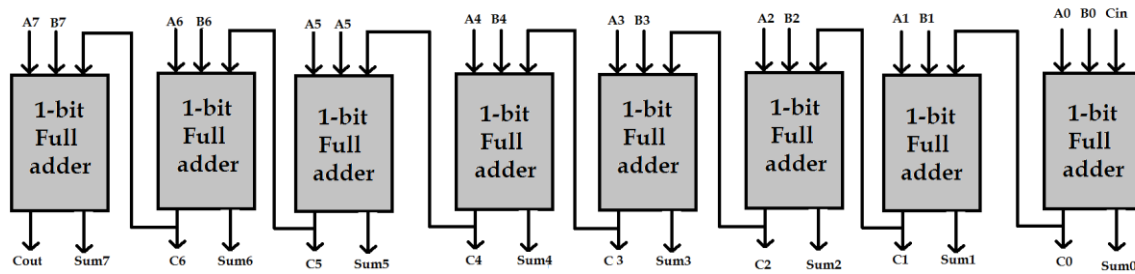 A7 B7 A6 B6 A5 A5 A4 B4 A3 B3 A2 B2 A1 B1 A0 B0 Cin
1-bit Full adder
1-bit Full adder
1-bit Full adder
1-bit Full adder
1-bit Full adder
1-bit Full adder
1-bit Full adder
1-bit Full adder
Cout Sum7 C6 Sum6 C5 Sum5 C4 Sum4 C 3 Sum3 C2 Sum2 C1 Sum1 C0 Sum0